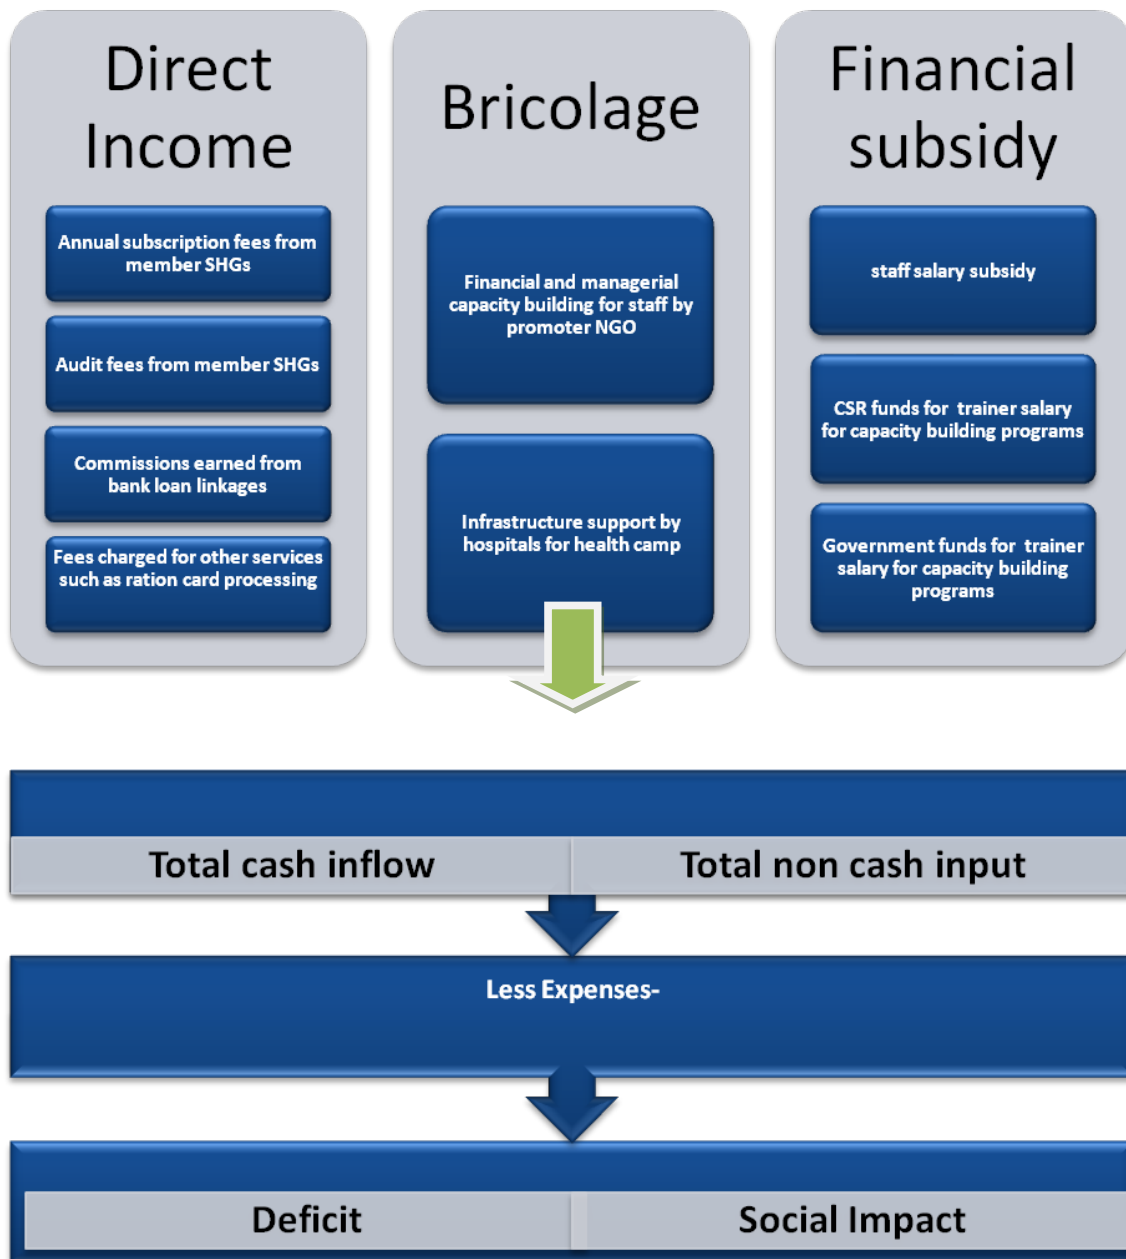 Direct
Income
Annual subscription fees from
member SHGs
Audit fees from member SHGs
Commissions earned from
bank loan linkages
Fees charged for other services
such as ration card processing
Bricolage
Financial and managerial
capacity building for staff by
promoter NGO
Infrastructure support by
hospitals for health camp
Financial
subsidy
staff salary subsidy
CSR funds for  trainer salary
for capacity building programs
Government funds for  trainer
salary for capacity building
programs
Total cash inflow
Total non cash input
Less Expenses-
Deficit
Social Impact